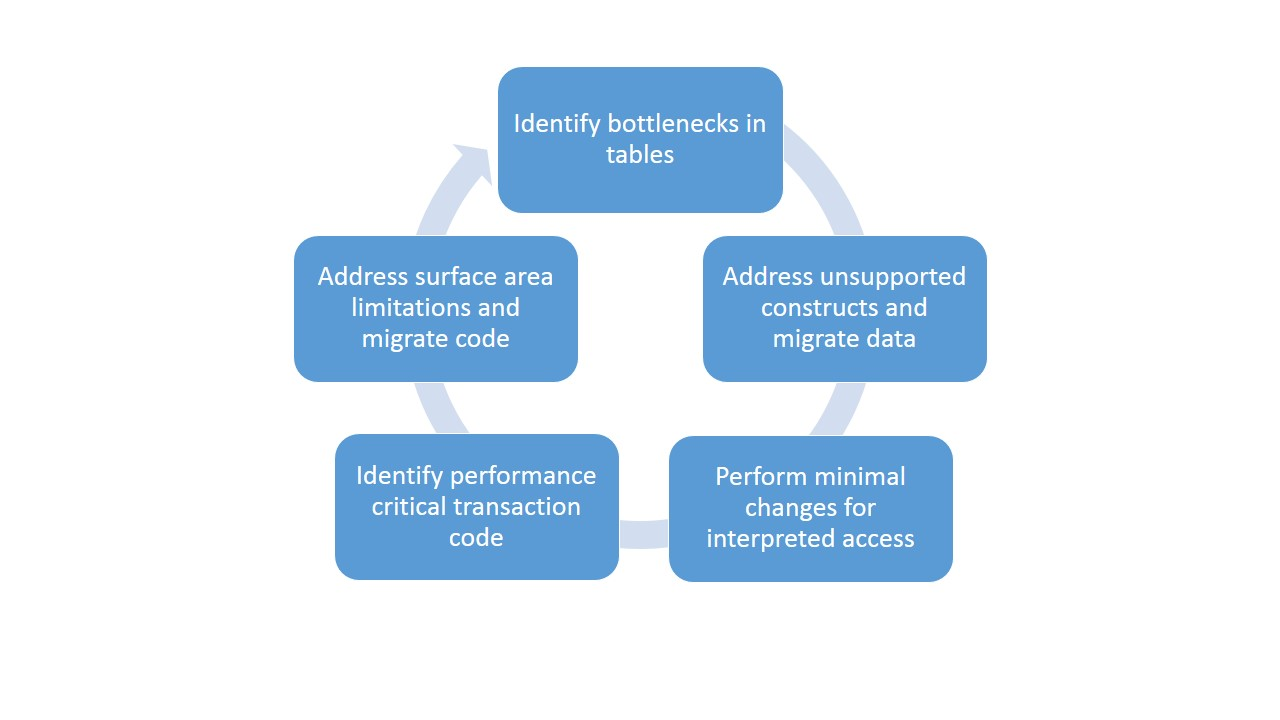 Identify bottlenecks in
tables
Address unsupported
constructs and
migrate data
Perform minimal
changes for
interpreted access
Identify performance
critical transaction
code
Address surface area
limitations and
migrate code